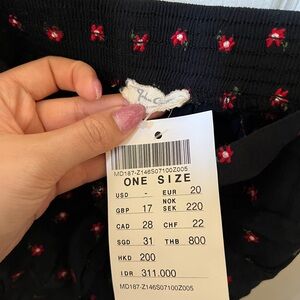 MD187-Z146S07100Z005
ONE SIZE
USD - EUR 20
GBP 17 NOK SEK 220
CAD 28 CHF 22
SGD 31 THB 800
HKD 200
IDR 311.000
MD187-Z146S07100Z005